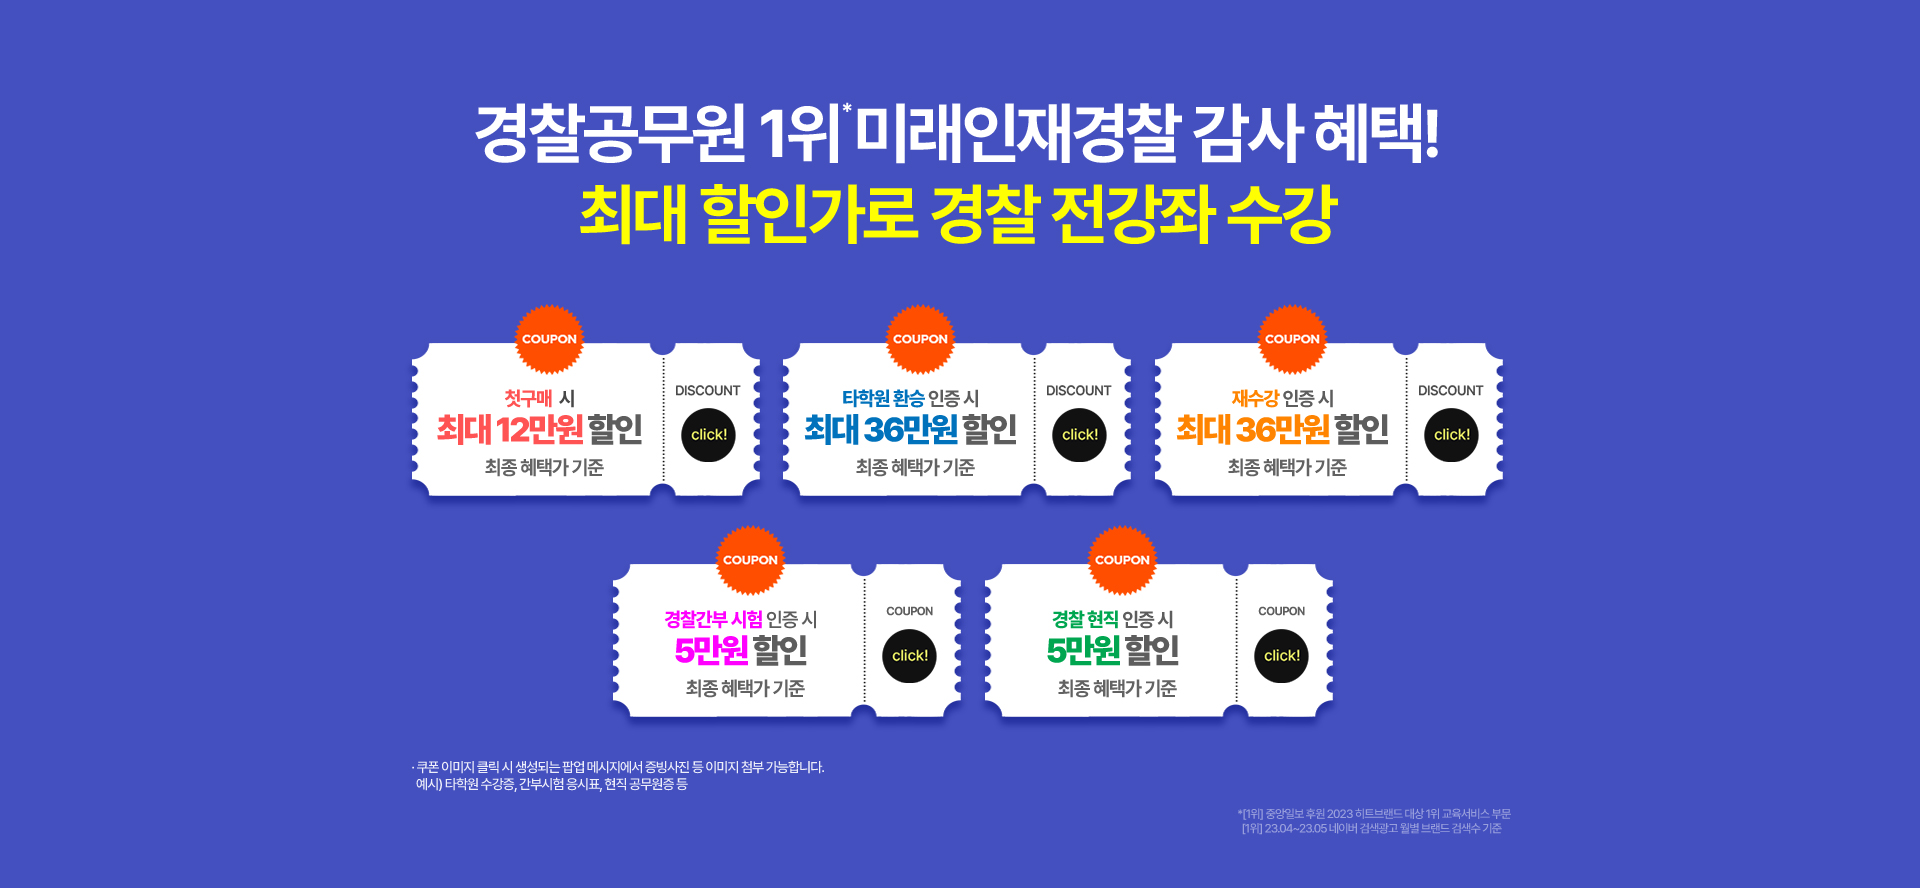 경찰공무원 1위* 미래인재경찰 감사 혜택!
최대 할인가로 경찰 전강좌 수강
COUPON
첫구매 시
최대 12만원 할인
최종 혜택가 기준
DISCOUNT
click!
COUPON
타학원 환승 인증 시
최대 36만원 할인
최종 혜택가 기준
DISCOUNT
click!
COUPON
재수강 인증 시
최대 36만원 할인
최종 혜택가 기준
DISCOUNT
click!
COUPON
경찰간부 시험 인증 시
5만원 할인
최종 혜택가 기준
COUPON
click!
COUPON
경찰 현직 인증 시
5만원 할인
최종 혜택가 기준
COUPON
click!
· 쿠폰 이미지 클릭 시 생성되는 팝업 메시지에서 증빙사진 등 이미지 첨부 가능합니다.
예시) 타학원 수강증, 간부시험 응시표, 현직 공무원증 등
*[1위] 중앙일보 후원 2023 히트브랜드 대상 1위 교육서비스 부문
[1위] 23.04~23.05 네이버 검색광고 월별 브랜드 검색수 기준